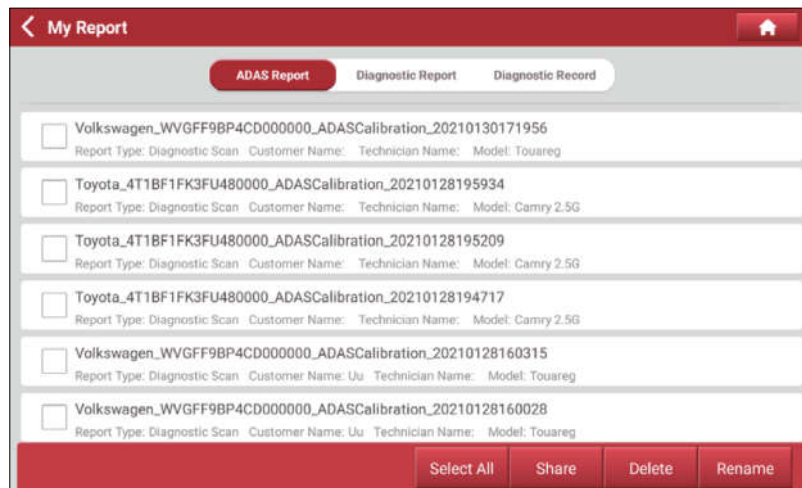 My Report
ADAS Report Diagnostic Report Diagnostic Record
Volkswagen_WVGFF9BP4CD000000_ADASCalibration_20210130171956
Report Type: Diagnostic Scan Customer Name: Technician Name: Model: Touareg
Toyota_4T1BF1FK3FU480000_ADASCalibration_20210128195934
Report Type: Diagnostic Scan Customer Name: Technician Name: Model: Camry 2.5G
Toyota_4T1BF1FK3FU480000_ADASCalibration_20210128195209
Report Type: Diagnostic Scan Customer Name: Technician Name: Model: Camry 2.5G
Toyota_4T1BF1FK3FU480000_ADASCalibration_20210128194717
Report Type: Diagnostic Scan Customer Name: Technician Name: Model: Camry 2.5G
Volkswagen_WVGFF9BP4CD000000_ADASCalibration_20210128160315
Report Type: Diagnostic Scan Customer Name: Uu Technician Name: Model: Touareg
Volkswagen_WVGFF9BP4CD000000_ADASCalibration_20210128160028
Report Type: Diagnostic Scan Customer Name: Uu Technician Name: Model: Touareg
Select All Share Delete Rename